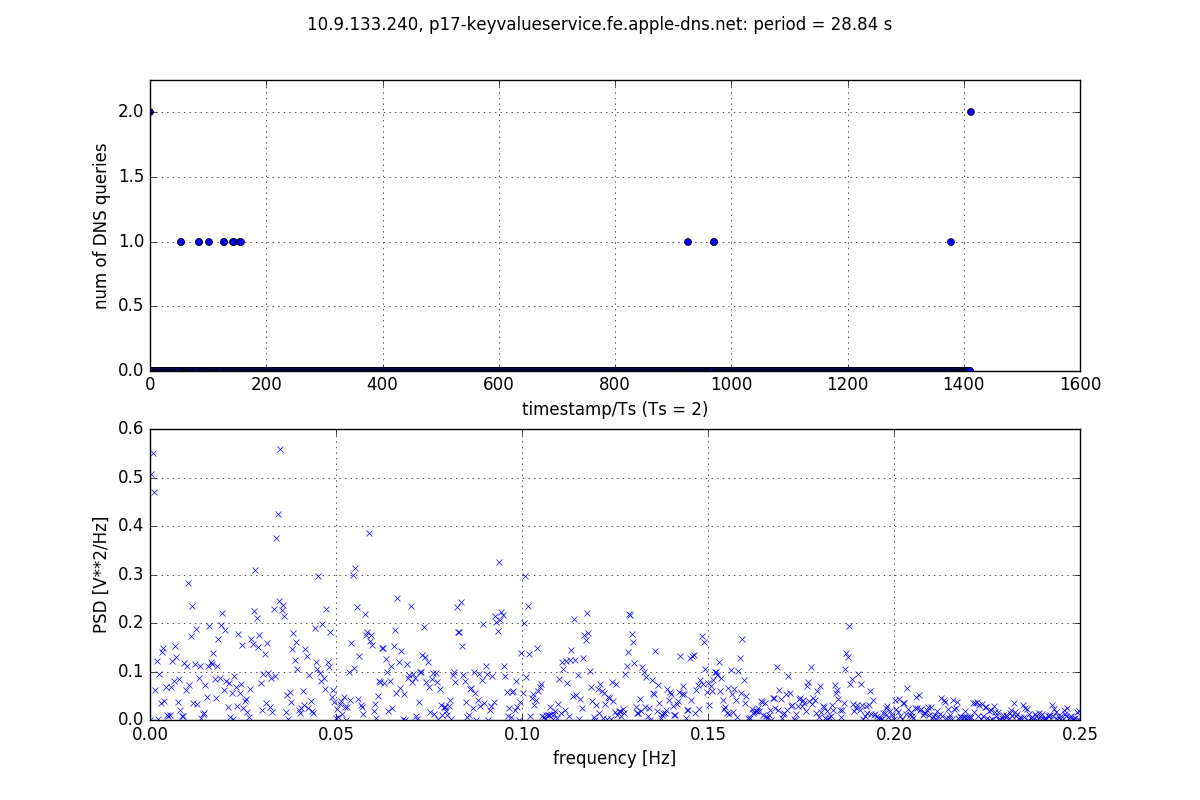 10.9.133.240, p17-keyvalueservice.fe.apple-dns.net: period = 28.84 s
2.0
1.5
1.0
0.5
0.0
num of DNS queries
0 200 400 600 800 1000 1200 1400 1600
timestamp/Ts (Ts = 2)
0.6
0.5
0.4
0.3
0.2
0.1
0.0
PSD [V**2/Hz]
0.00 0.05 0.10 0.15 0.20 0.25
frequency [Hz]